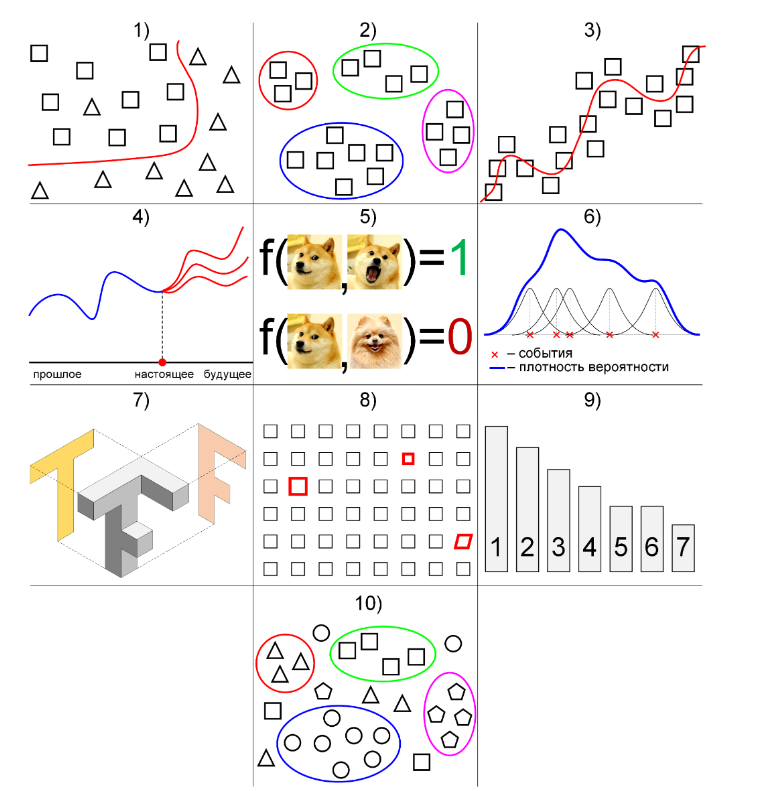 1)
2)
3)
4)
прошлое
настоящее
будущее
5)
f( , )=1
f( , )=0
6)
× – события
– плотность вероятности
7)
8)
9)
1 2 3 4 5 6 7
10)